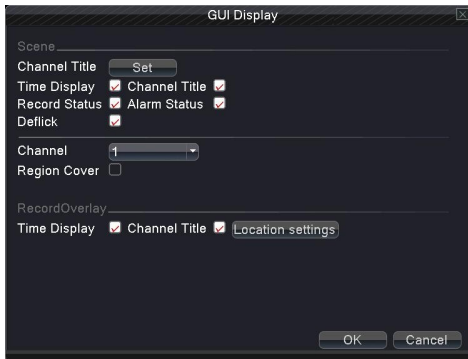 GUI Display
Scene
Channel Title Set
Time Display Channel Title
Record Status Alarm Status
Deflick
Channel 1
Region Cover
RecordOverlay
Time Display Channel Title Location settings
OK Cancel